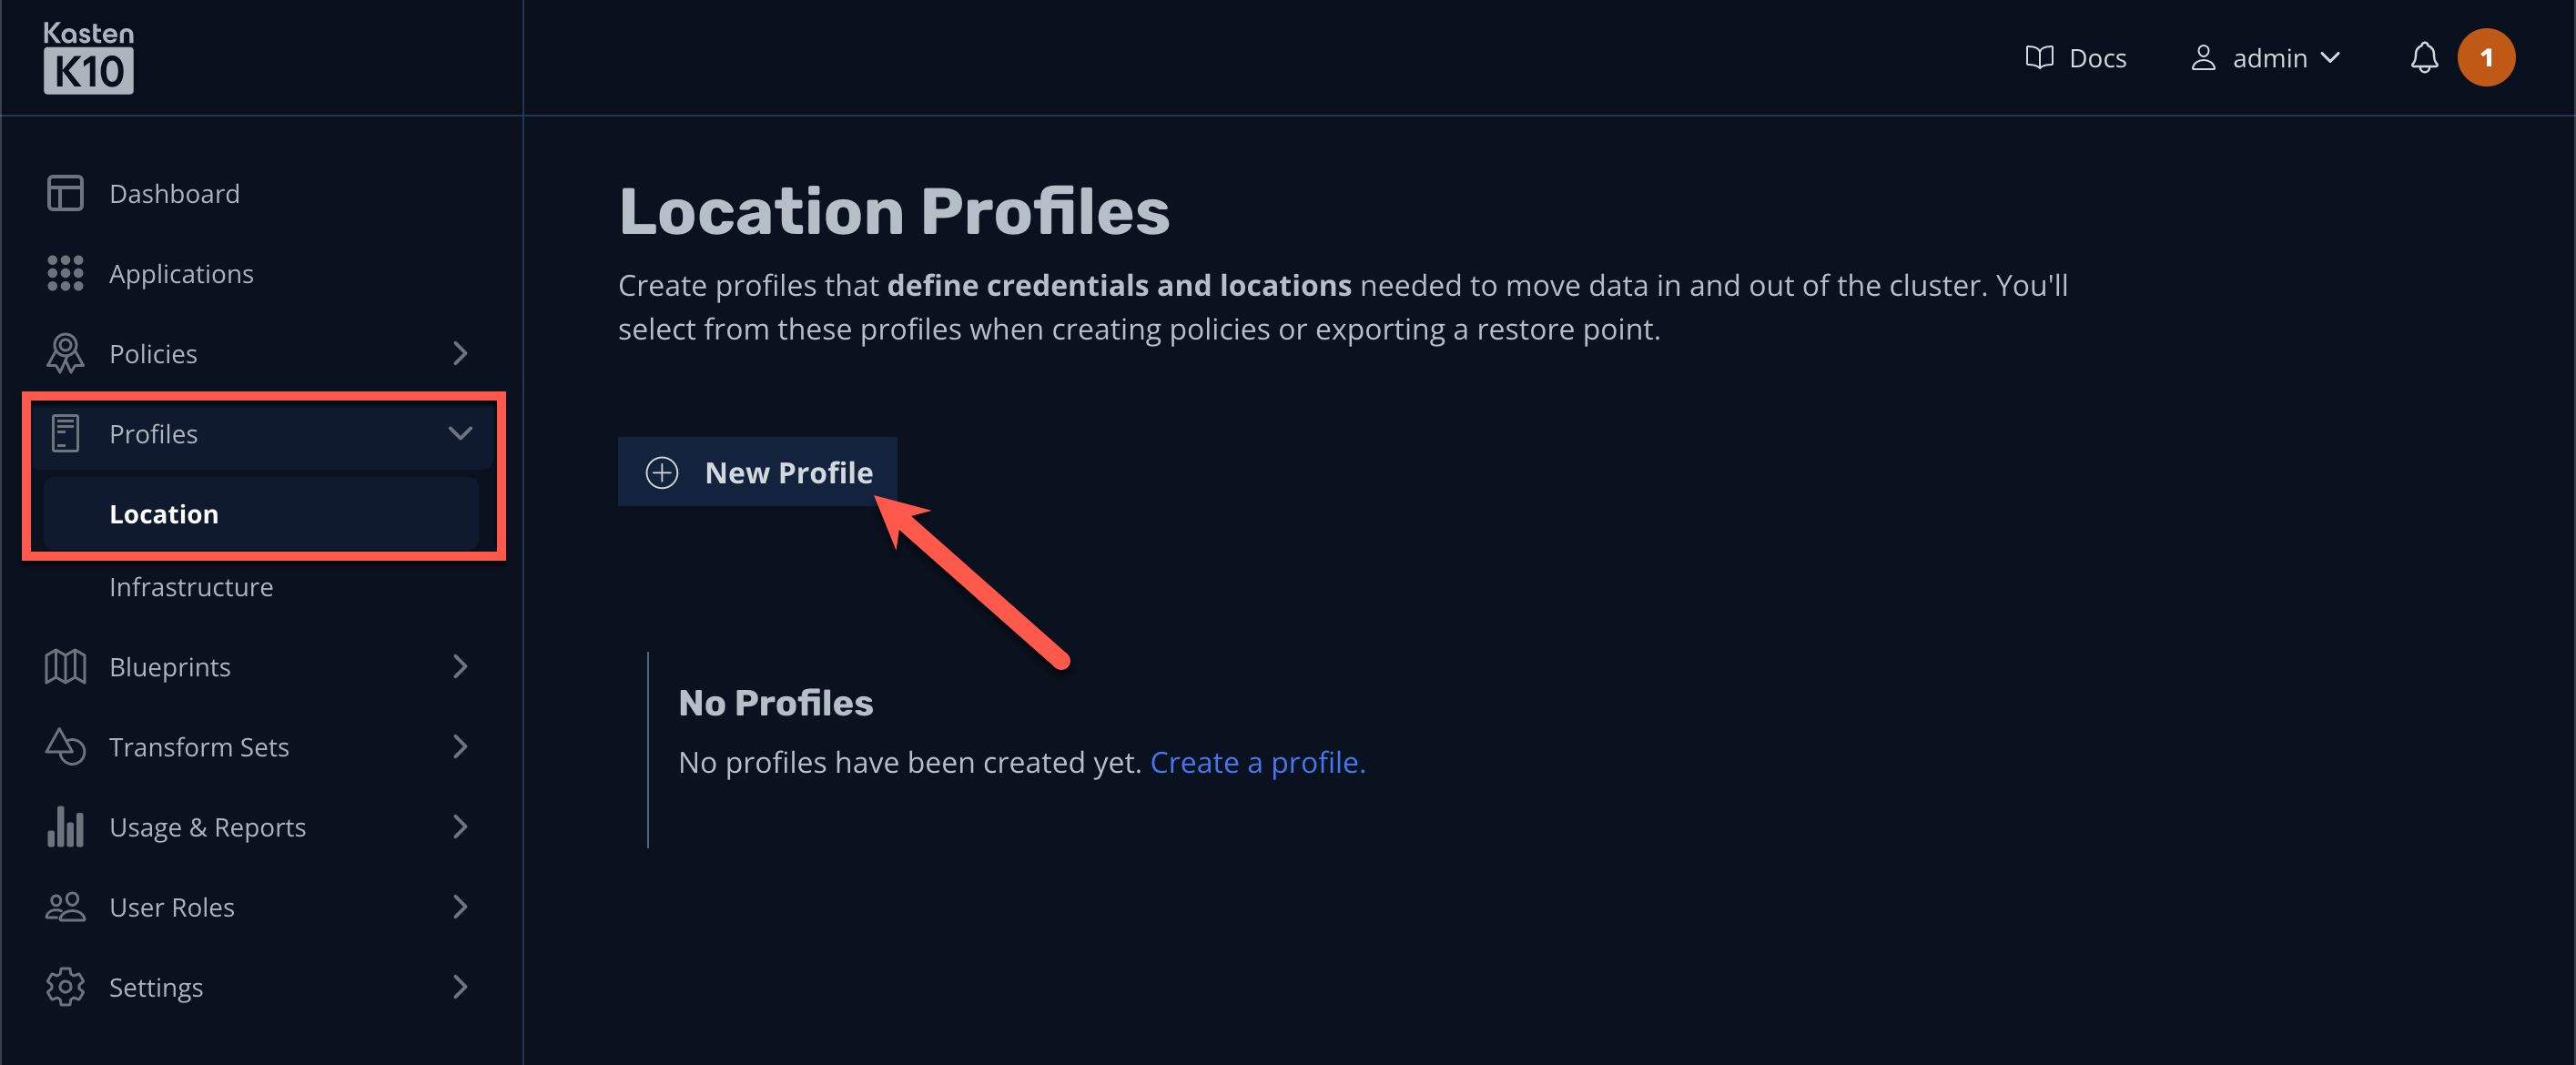 Kasten
K10
Docs
admin
1
Dashboard
Applications
Policies
Profiles
Location
Infrastructure
Blueprints
Transform Sets
Usage & Reports
User Roles
Settings
Location Profiles
Create profiles that define credentials and locations needed to move data in and out of the cluster. You'll
select from these profiles when creating policies or exporting a restore point.
New Profile
No Profiles
No profiles have been created yet. Create a profile.